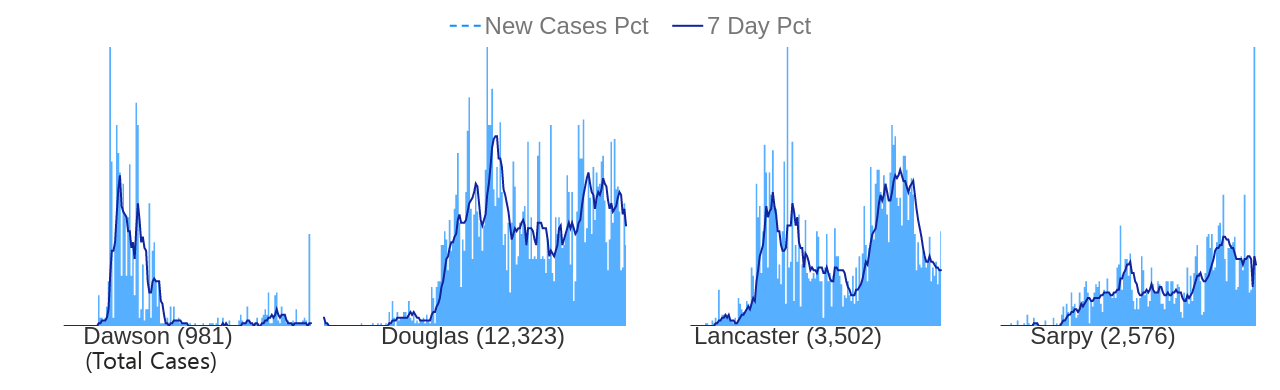 New Cases Pct 7 Day Pct
Dawson (981) Douglas (12,323) Lancaster (3,502) Sarpy (2,576)
(Total Cases)